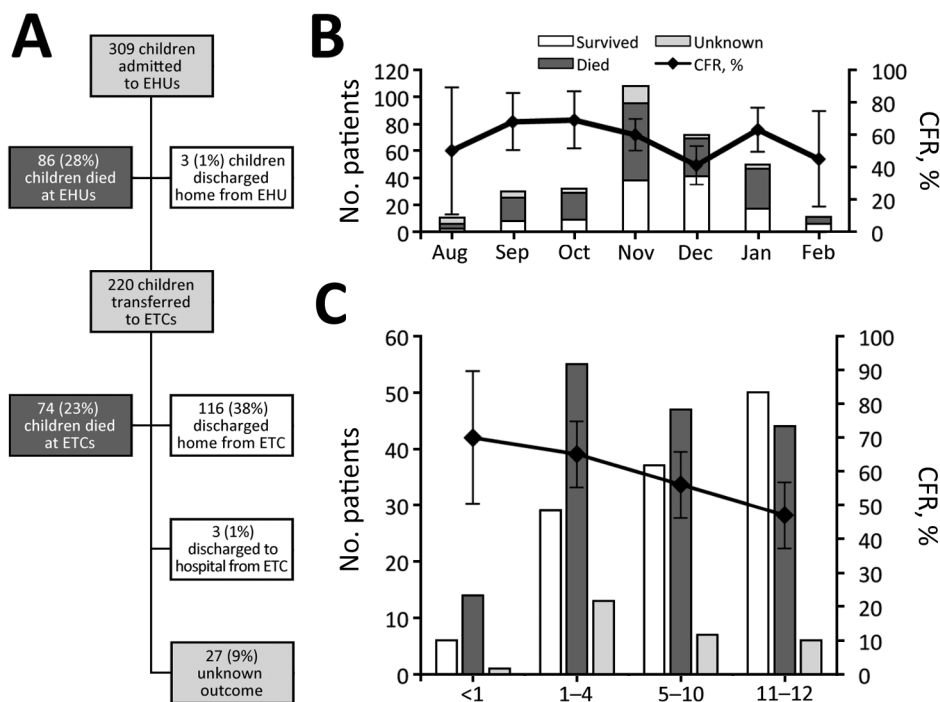 A
309 children
admitted
to EHUs
86 (28%)
children died
at EHUs
3 (1%) children
discharged
home from EHU
220 children
transferred
to ETCs
74 (23%)
children died
at ETCs
116 (38%)
discharged
home from ETC
3 (1%)
discharged to
hospital from ETC
27 (9%)
unknown
outcome
B
Survived
Unknown
Died
CFR, %
No. patients
120
100
80
60
40
20
0
100
80
60
40
20
0
CFR, %
Aug Sep Oct Nov Dec Jan Feb
C
No. patients
60
50
40
30
20
10
0
100
90
80
70
60
50
40
30
20
10
0
CFR, %
<1 1–4 5–10 11–12